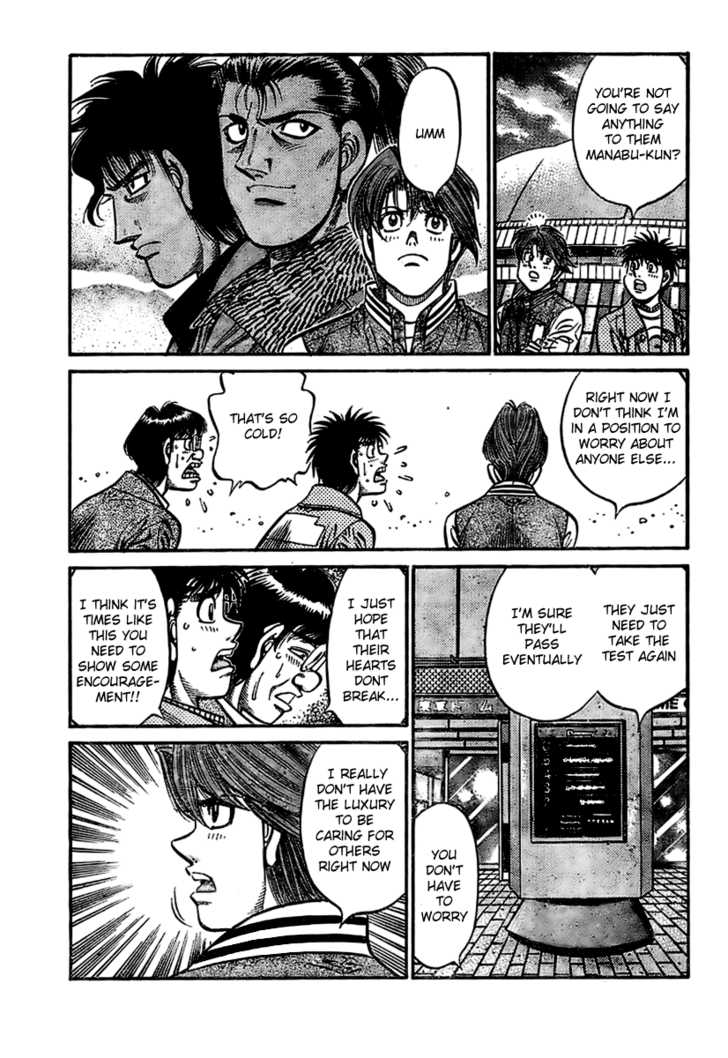 YOU'RE NOT
GOING TO SAY
ANYTHING
TO THEM
MANABU-KUN?
UMM
RIGHT NOW I
DON'T THINK I'M
IN A POSITION TO
WORRY ABOUT
ANYONE ELSE...
THAT'S SO
COLD!
THEY JUST
NEED TO
TAKE THE
TEST AGAIN
I'M SURE
THEY'LL
PASS
EVENTUALLY
YOU
DON'T
HAVE
TO
WORRY
I JUST
HOPE
THAT
THEIR
HEARTS
DONT
BREAK...
I THINK IT'S
TIMES LIKE
THIS YOU
NEED TO
SHOW SOME
ENCOURAGE-
MENT!!
I REALLY
DON'T HAVE
THE LUXURY
TO BE
CARING FOR
OTHERS
RIGHT NOW